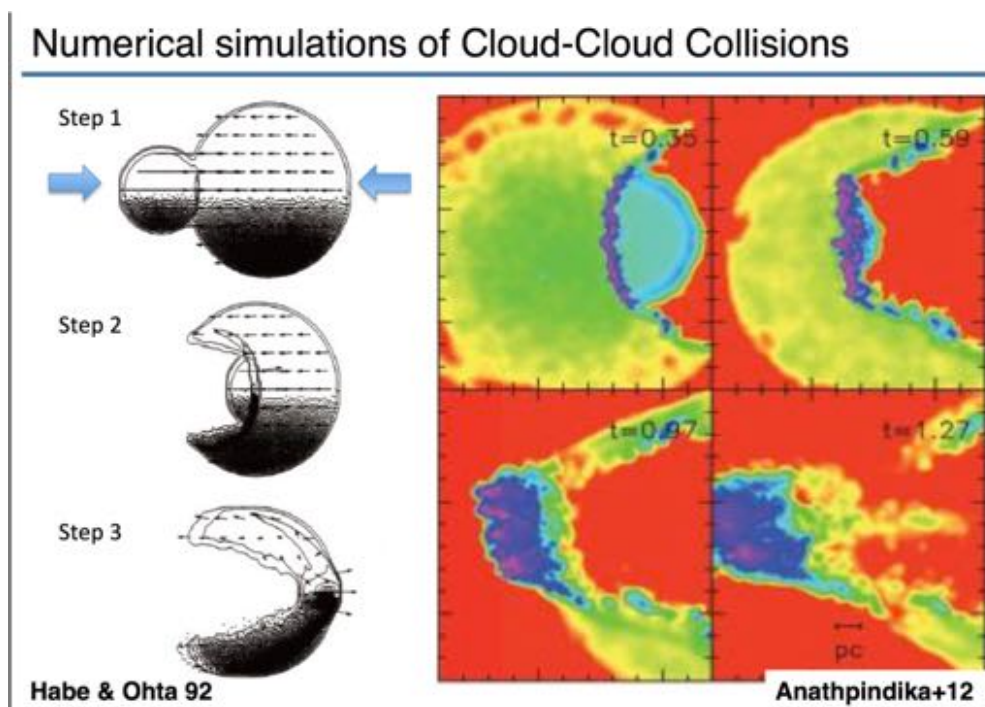 Numerical simulations of Cloud-Cloud Collisions
Step 1
Step 2
Step 3
Habe & Ohta 92
t=0.35
t=0.59
t=0.97
t=1.27
pc
Anathpindika+12